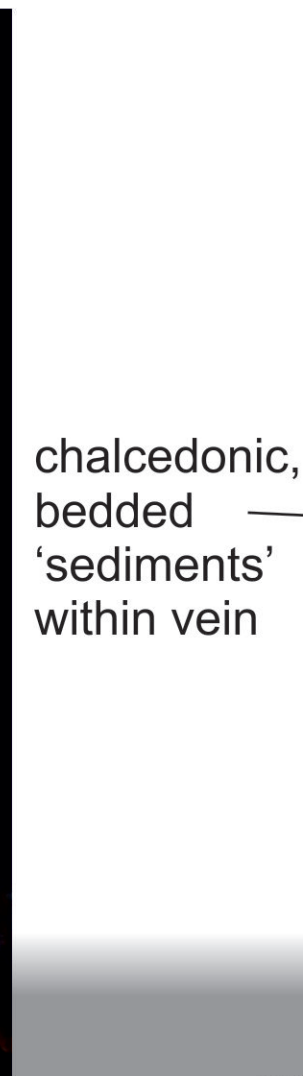 chalcedonic,
bedded
‘sediments’
within vein